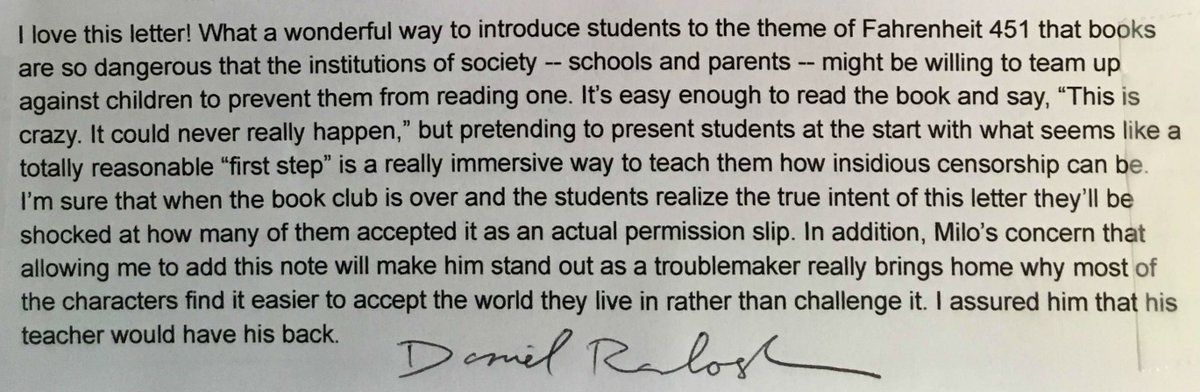 I love this letter! What a wonderful way to introduce students to the theme of Fahrenheit 451 that books
are so dangerous that the institutions of society -- schools and parents -- might be willing to team up
against children to prevent them from reading one. It’s easy enough to read the book and say, “This is
crazy. It could never really happen,” but pretending to present students at the start with what seems like a
totally reasonable “first step” is a really immersive way to teach them how insidious censorship can be.
I’m sure that when the book club is over and the students realize the true intent of this letter they’ll be
shocked at how many of them accepted it as an actual permission slip. In addition, Milo’s concern that
allowing me to add this note will make him stand out as a troublemaker really brings home why most of
the characters find it easier to accept the world they live in rather than challenge it. I assured him that his
teacher would have his back.
Daniel